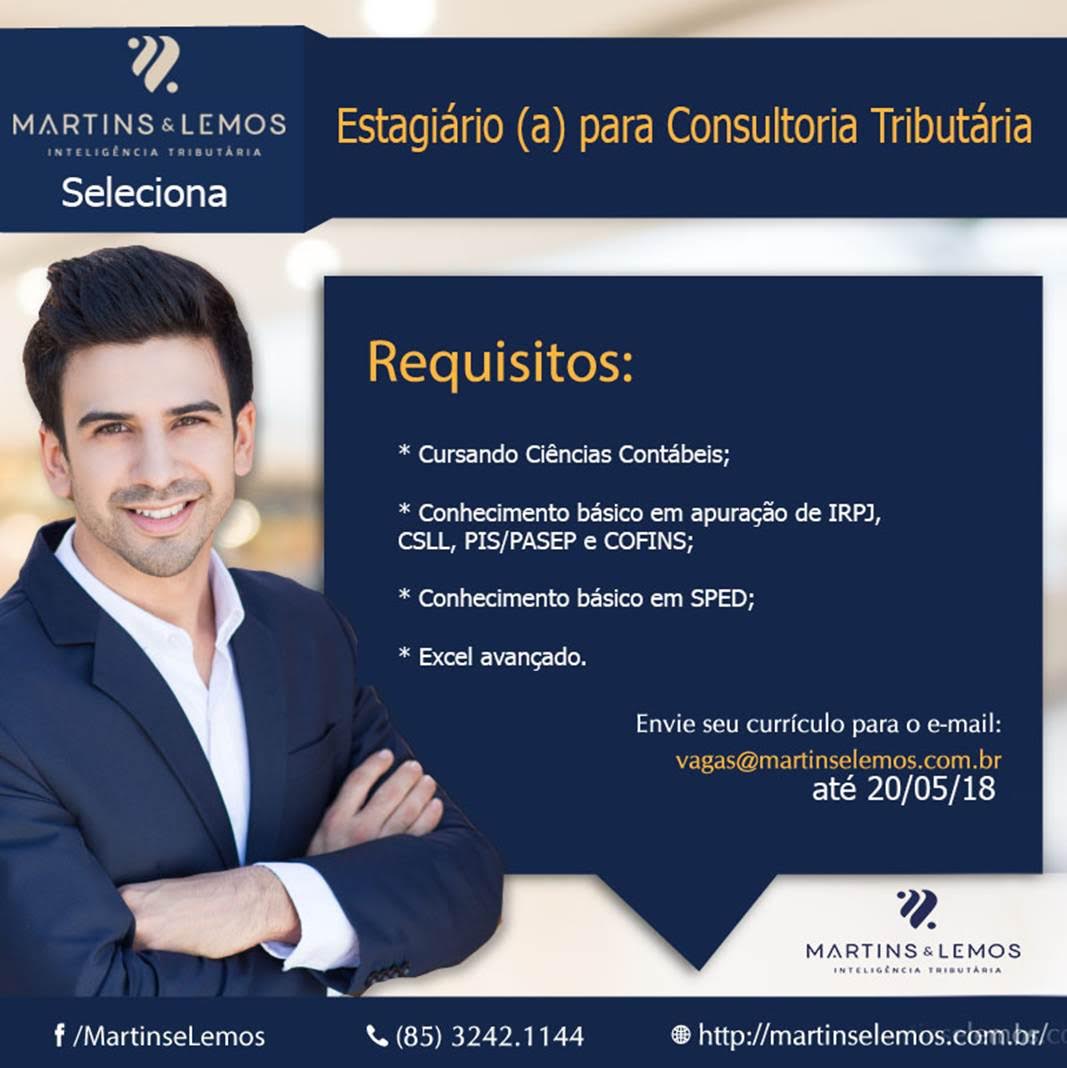 MARTINS & LEMOS
INTELIGÊNCIA TRIBUTÁRIA
Seleciona
Estagiário (a) para Consultoria Tributária
Requisitos:
* Cursando Ciências Contábeis;
* Conhecimento básico em apuração de IRPJ,
CSLL, PIS/PASEP e COFINS;
* Conhecimento básico em SPED;
* Excel avançado.
Envie seu currículo para o e-mail:
vagas@martinselemos.com.br
até 20/05/18
MARTINS & LEMOS
INTELIGÊNCIA TRIBUTÁRIA
/MartinseLemos
(85) 3242.1144
http://martinselemos.com.br/